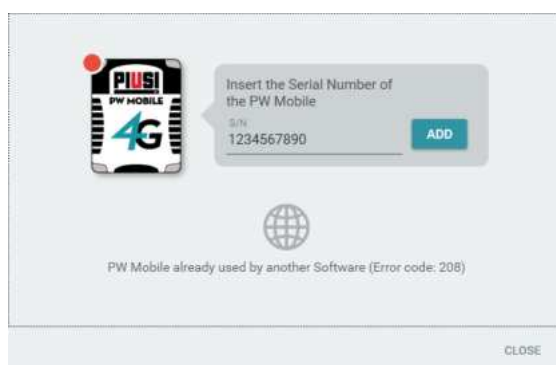 PIUSI
PW MOBILE
4G
Insert the Serial Number of
the PW Mobile
S/N
1234567890
ADD
PW Mobile already used by another Software (Error code: 208)
CLOSE